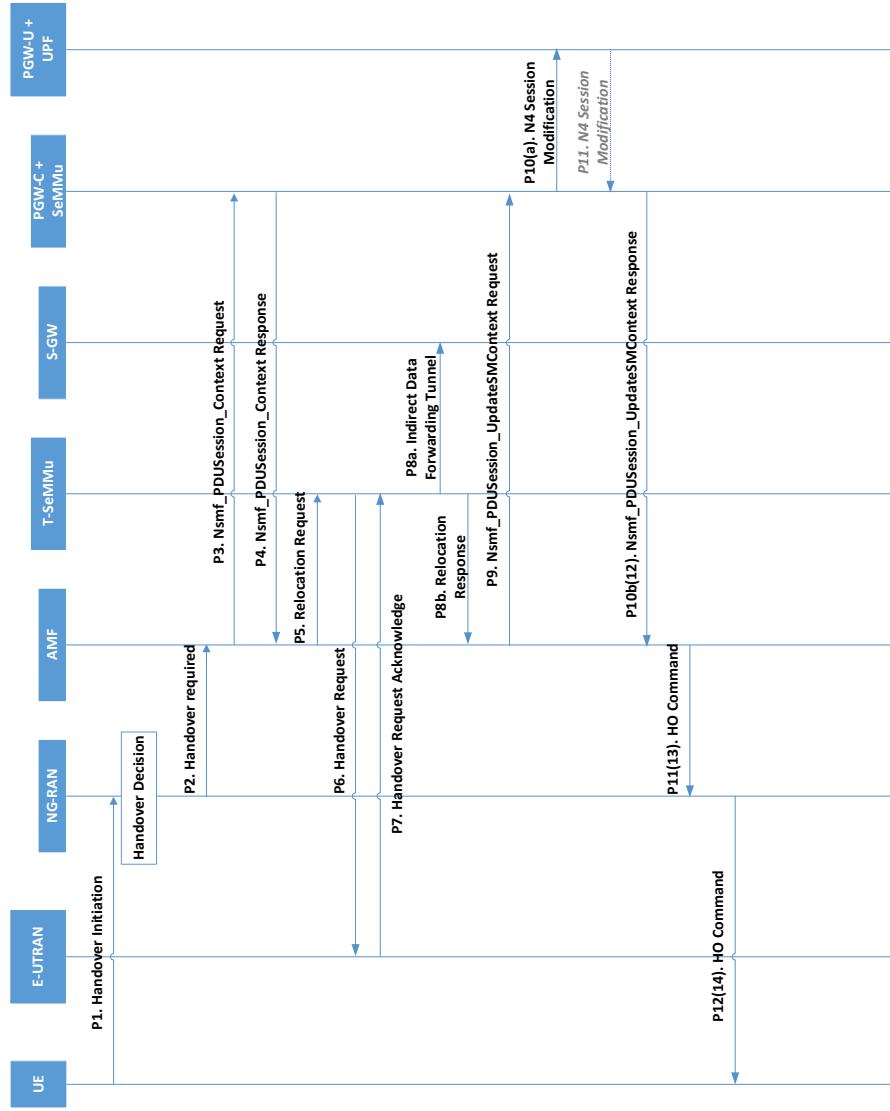 UE
E-UTRAN
NG-RAN
AMF
T-SeMMu
S-GW
PGW-C +
SeMMu
PGW-U +
UPF
P1. Handover Initiation
Handover Decision
P2. Handover required
P3. Nsmf_PDUSession_Context Request
P4. Nsmf_PDUSession_Context Response
P5. Relocation Request
P6. Handover Request
P7. Handover Request Acknowledge
P8a. Indirect Data
Forwarding Tunnel
P8b. Relocation
Response
P9. Nsmf_PDUSession_UpdateSMContext Request
P10(a). N4 Session
Modification
P11. N4 Session
Modification
P10b(12). Nsmf_PDUSession_UpdateSMContext Response
P11(13). HO Command
P12(14). HO Command